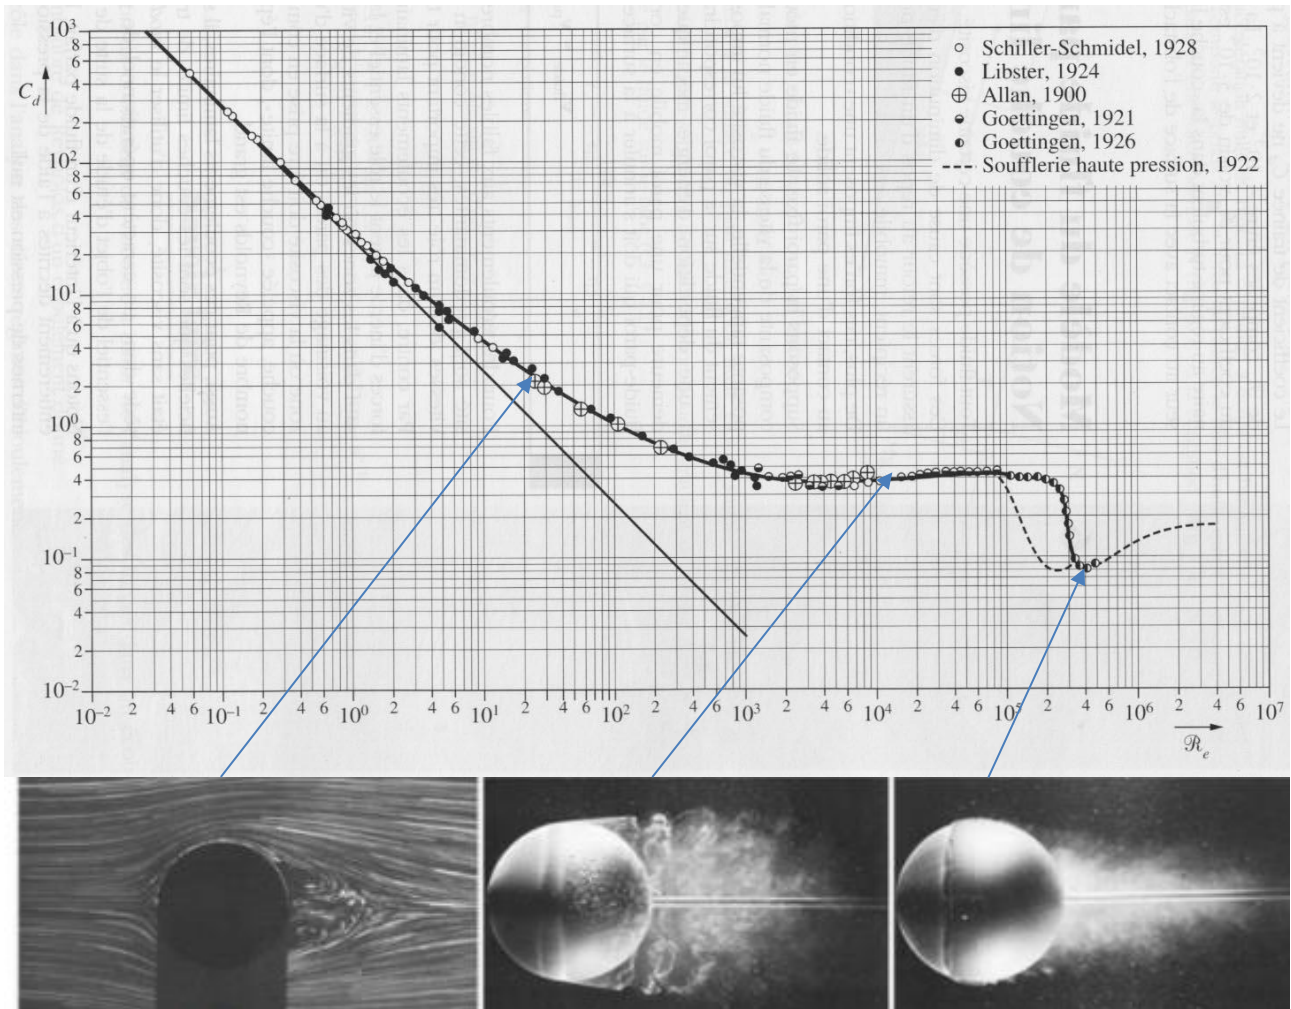 10³
8
6
4
C_d
2
10²
8
6
4
2
10¹
8
6
4
2
10⁰
8
6
4
2
10⁻¹
8
6
4
2
10⁻²
10⁻² 2 4 6 10⁻¹ 2 4 6 10⁰ 2 4 6 10¹ 2 4 6 10² 2 4 6 10³ 2 4 6 10⁴ 2 4 6 10⁵ 2 4 6 10⁶ 2 4 6 10⁷
ℛ_e
Schiller-Schmidel, 1928
Libster, 1924
Allan, 1900
Goettingen, 1921
Goettingen, 1926
Soufflerie haute pression, 1922